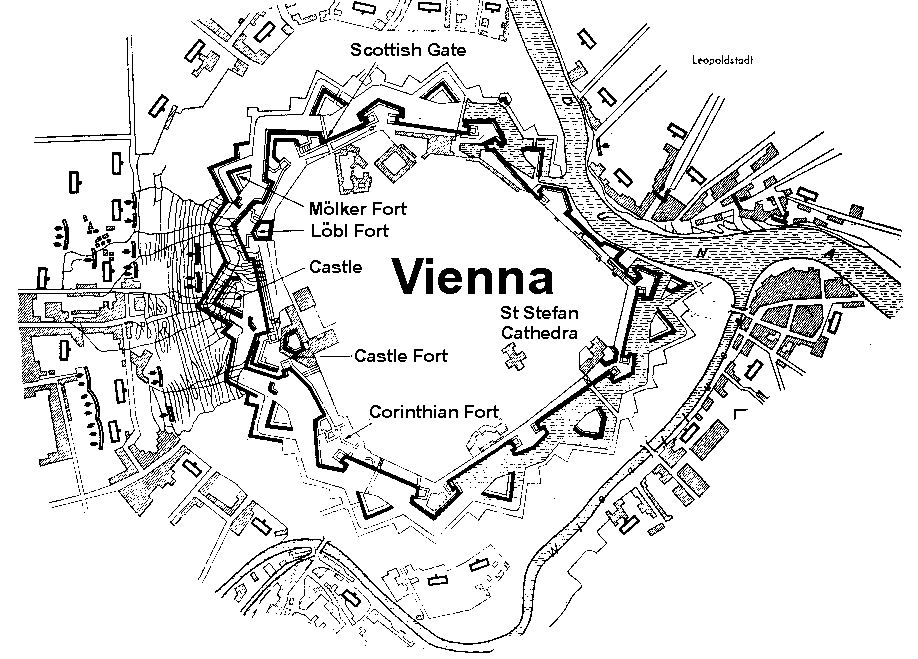 Scottish Gate
Leopoldstadt
Mölker Fort
Löbl Fort
Castle
Vienna
St Stefan
Cathedra
Castle Fort
Corinthian Fort